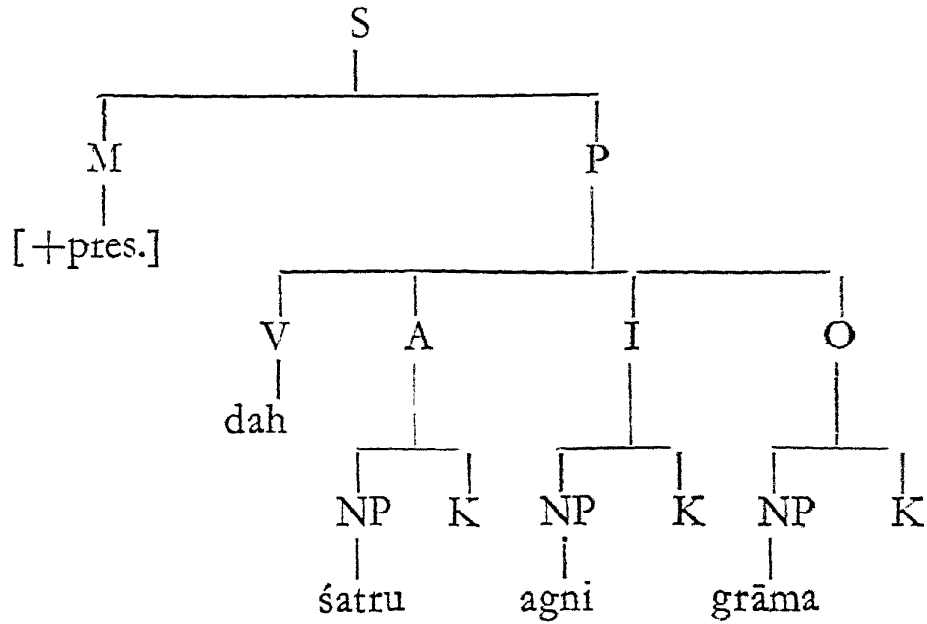 S
M P
[+pres.]
V A I O
dah
NP K NP K NP K
śatru agni grāma